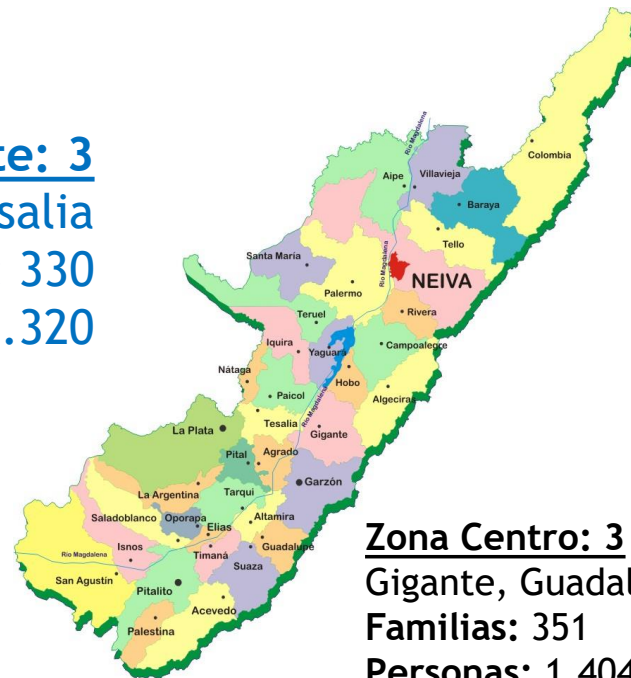 te: 3
salia
330
.320
Río Magdalena
Colombia
Villavieja
Aipe
Baraya
Tello
Santa María
Río Magdalena
NEIVA
Palermo
Teruel
Rivera
Iquira
Yaguará
Campoalegre
Nátaga
Hobo
Paicol
Río Magdalena
Algeciras
Tesalia
La Plata
Gigante
Pital
Agrado
Garzón
La Argentina
Tarqui
Saladoblanco
Oporapa
Altamira
Elias
Isnos
Timaná
Guadalupe
Río Magdalena
Suaza
San Agustín
Pitalito
Acevedo
Palestina
Zona Centro: 3
Gigante, Guadal
Familias: 351
Personas: 1.404